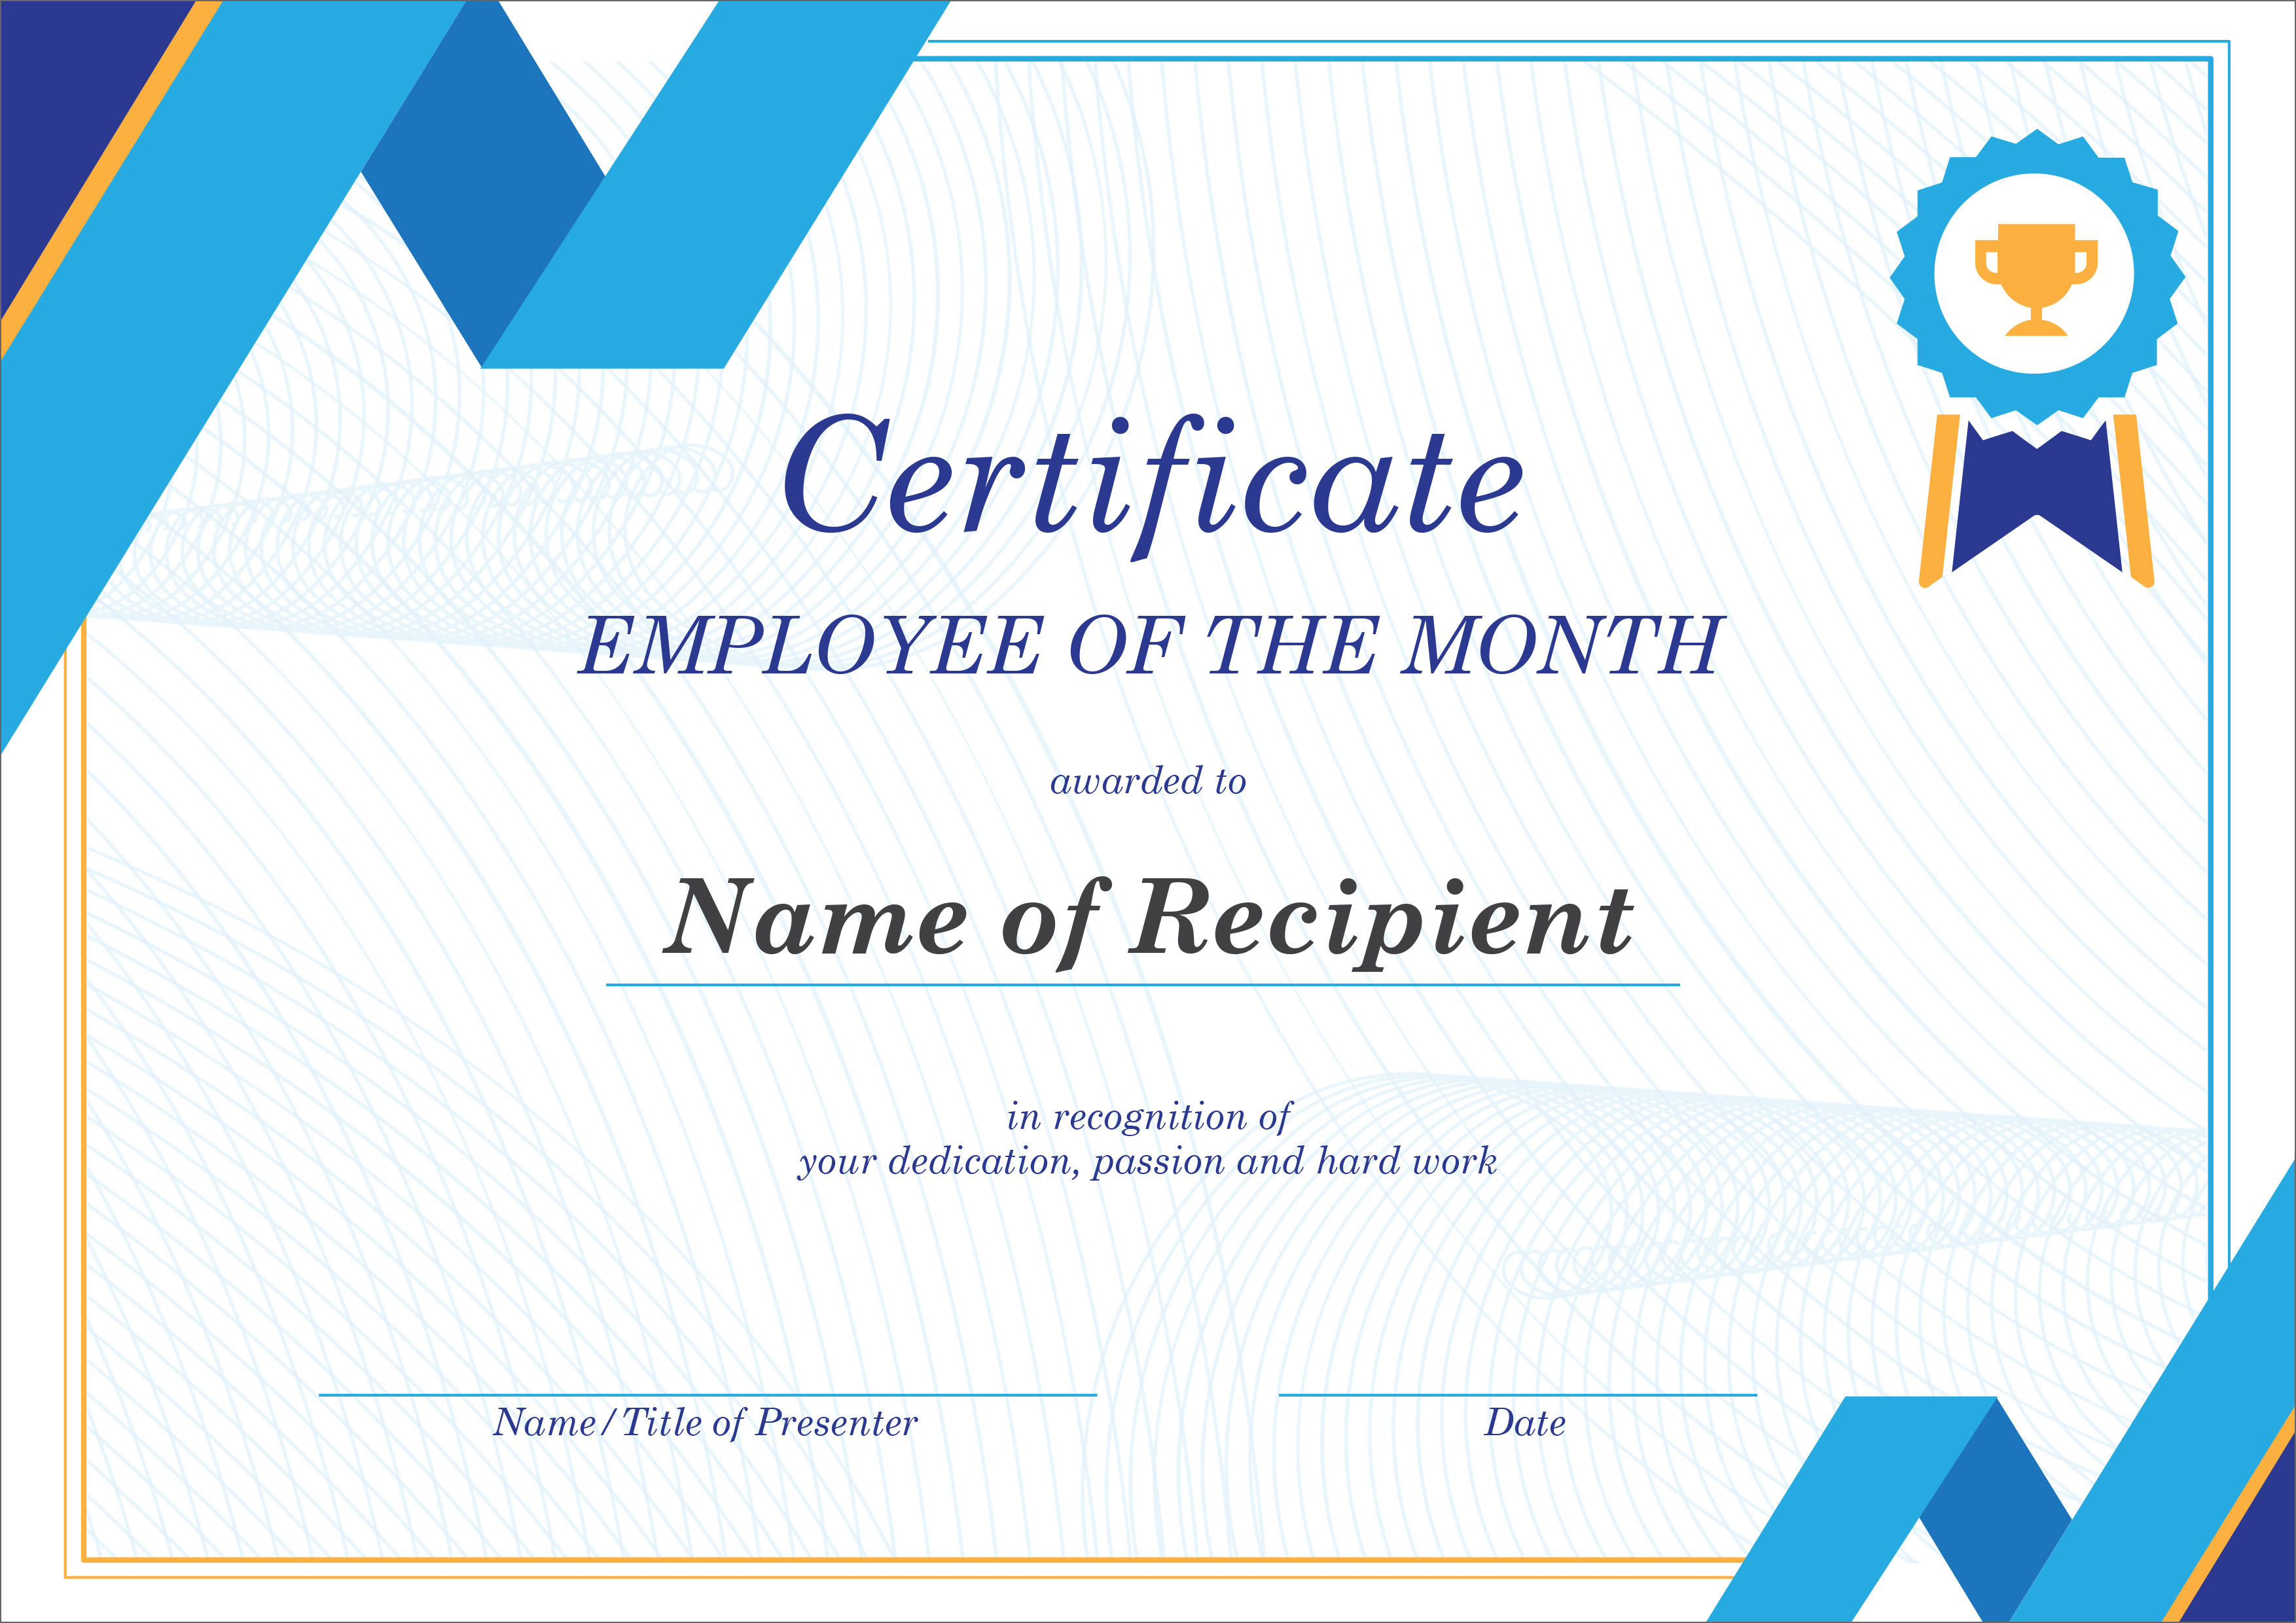 Certificate
EMPLOYEE OF THE MONTH
awarded to
Name of Recipient
in recognition of
your dedication, passion and hard work
Name/Title of Presenter
Date